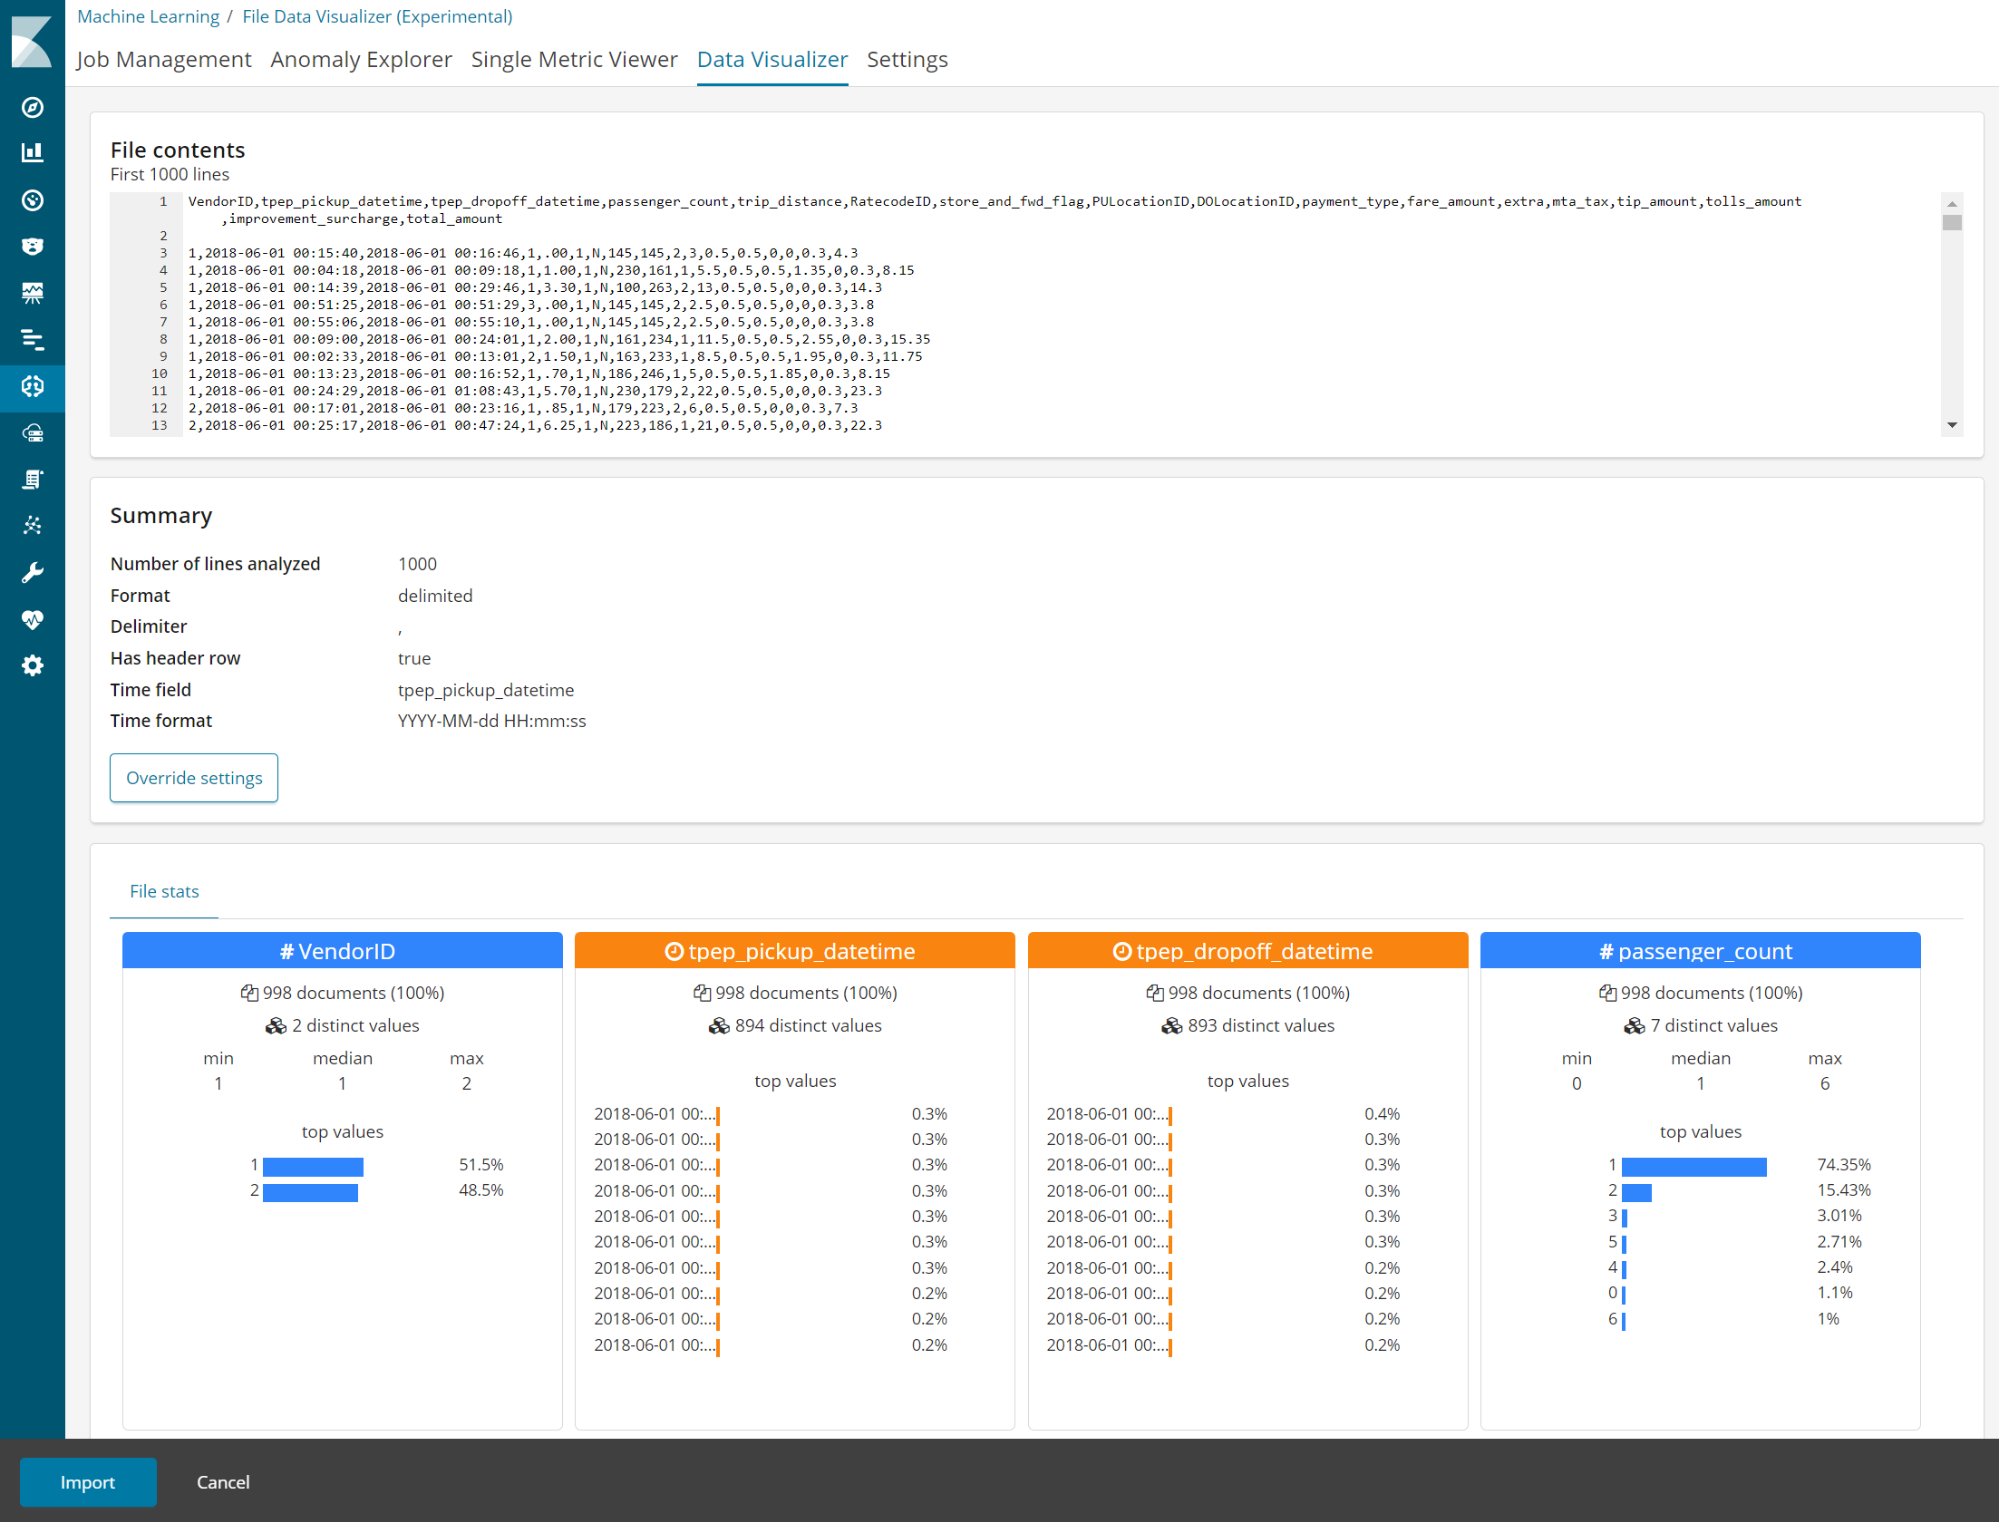 Machine Learning / File Data Visualizer (Experimental)
Job Management Anomaly Explorer Single Metric Viewer Data Visualizer Settings
File contents
First 1000 lines
1 VendorID,tpep_pickup_datetime,tpep_dropoff_datetime,passenger_count,trip_distance,RatecodeID,store_and_fwd_flag,PULocationID,DOLocationID,payment_type,fare_amount,extra,mta_tax,tip_amount,tolls_amount
,improvement_surcharge,total_amount
2
3 1,2018-06-01 00:15:40,2018-06-01 00:16:46,1,.00,1,N,145,145,2,3,0.5,0.5,0,0,0.3,4.3
4 1,2018-06-01 00:04:18,2018-06-01 00:09:18,1,1.00,1,N,230,161,1,5.5,0.5,0.5,1.35,0,0.3,8.15
5 1,2018-06-01 00:14:39,2018-06-01 00:29:46,1,3.30,1,N,100,263,2,13,0.5,0.5,0,0,0.3,14.3
6 1,2018-06-01 00:51:25,2018-06-01 00:51:29,3,.00,1,N,145,145,2,2.5,0.5,0.5,0,0,0.3,3.8
7 1,2018-06-01 00:55:06,2018-06-01 00:55:10,1,.00,1,N,145,145,2,2.5,0.5,0.5,0,0,0.3,3.8
8 1,2018-06-01 00:09:00,2018-06-01 00:24:01,1,2.00,1,N,161,234,1,11.5,0.5,0.5,2.55,0,0.3,15.35
9 1,2018-06-01 00:02:33,2018-06-01 00:13:01,2,1.50,1,N,163,233,1,8.5,0.5,0.5,1.95,0,0.3,11.75
10 1,2018-06-01 00:13:23,2018-06-01 00:16:52,1,.70,1,N,186,246,1,5,0.5,0.5,1.85,0,0.3,8.15
11 1,2018-06-01 00:24:29,2018-06-01 01:08:43,1,5.70,1,N,230,179,2,22,0.5,0.5,0,0,0.3,23.3
12 2,2018-06-01 00:17:01,2018-06-01 00:23:16,1,.85,1,N,179,223,2,6,0.5,0.5,0,0,0.3,7.3
13 2,2018-06-01 00:25:17,2018-06-01 00:47:24,1,6.25,1,N,223,186,1,21,0.5,0.5,0,0,0.3,22.3
Summary
Number of lines analyzed 1000
Format delimited
Delimiter ,
Has header row true
Time field tpep_pickup_datetime
Time format YYYY-MM-dd HH:mm:ss
Override settings
File stats
# VendorID
998 documents (100%)
2 distinct values
min median max
1 1 2
top values
1 51.5%
2 48.5%
tpep_pickup_datetime
998 documents (100%)
894 distinct values
top values
2018-06-01 00:... 0.3%
2018-06-01 00:... 0.3%
2018-06-01 00:... 0.3%
2018-06-01 00:... 0.3%
2018-06-01 00:... 0.3%
2018-06-01 00:... 0.3%
2018-06-01 00:... 0.3%
2018-06-01 00:... 0.2%
2018-06-01 00:... 0.2%
2018-06-01 00:... 0.2%
tpep_dropoff_datetime
998 documents (100%)
893 distinct values
top values
2018-06-01 00:... 0.4%
2018-06-01 00:... 0.3%
2018-06-01 00:... 0.3%
2018-06-01 00:... 0.3%
2018-06-01 00:... 0.3%
2018-06-01 00:... 0.3%
2018-06-01 00:... 0.2%
2018-06-01 00:... 0.2%
2018-06-01 00:... 0.2%
2018-06-01 00:... 0.2%
# passenger_count
998 documents (100%)
7 distinct values
min median max
0 1 6
top values
1 74.35%
2 15.43%
3 3.01%
5 2.71%
4 2.4%
0 1.1%
6 1%
Import Cancel